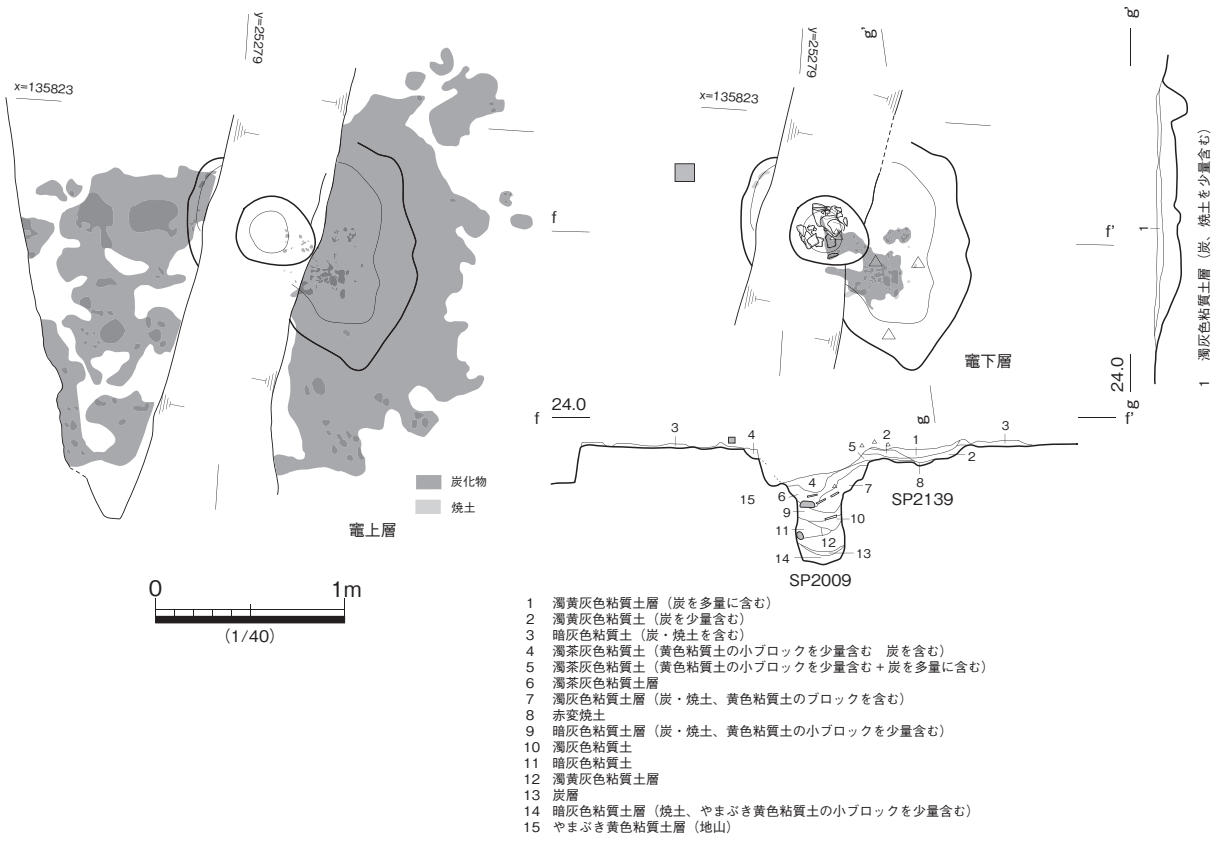 y=25279
x=135823
炭化物
焼土
竈上層
0 1m
（1/40）
y=25279
g'
x=135823
f
f'
竈下層
g
g'
1
24.0
g
1 濁灰色粘質土層（炭、焼土を少量含む）
f 24.0 f'
3 4 5 2 1 3
2
4 7 8
6
15
SP2139
9 10
11 12
14 13
SP2009
1 濁黄灰色粘質土層（炭を多量に含む）
2 濁黄灰色粘質土（炭を少量含む）
3 暗灰色粘質土（炭・焼土を含む）
4 濁茶灰色粘質土（黄色粘質土の小ブロックを少量含む　炭を含む）
5 濁茶灰色粘質土（黄色粘質土の小ブロックを少量含む + 炭を多量に含む）
6 濁茶灰色粘質土層
7 濁灰色粘質土層（炭・焼土、黄色粘質土のブロックを含む）
8 赤変焼土
9 暗灰色粘質土層（炭・焼土、黄色粘質土の小ブロックを少量含む）
10 濁灰色粘質土
11 暗灰色粘質土
12 濁黄灰色粘質土層
13 炭層
14 暗灰色粘質土層（焼土、やまぶき黄色粘質土の小ブロックを少量含む）
15 やまぶき黄色粘質土層（地山）